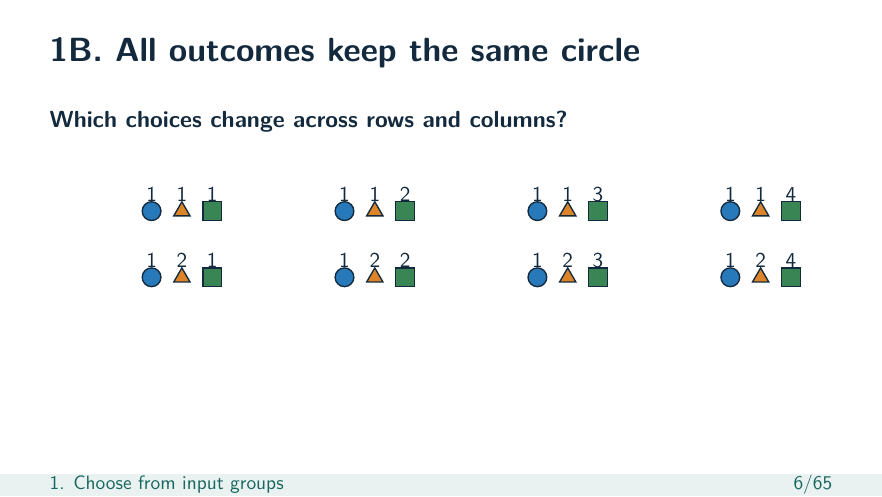 1B. All outcomes keep the same circle
Which choices change across rows and columns?
1 1 1 1 1 2 1 1 3 1 1 4
1 2 1 1 2 2 1 2 3 1 2 4
1. Choose from input groups 6/65